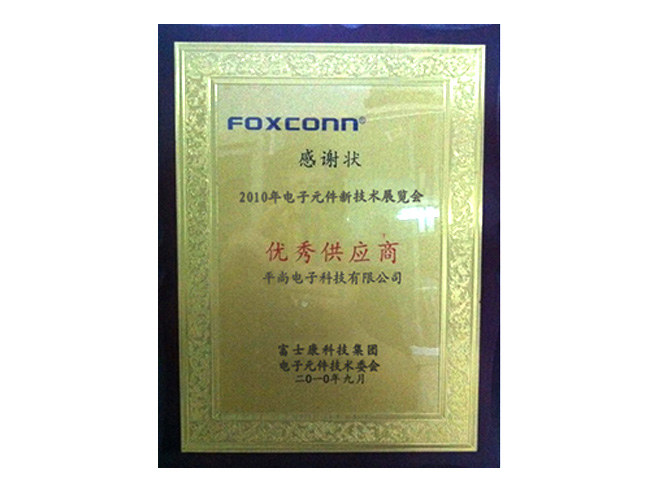 FOXCONN®
感谢状
2010年电子元件新技术展览会
优秀供应商
平尚电子科技有限公司
富士康科技集团
电子元件技术委会
二0一0年九月